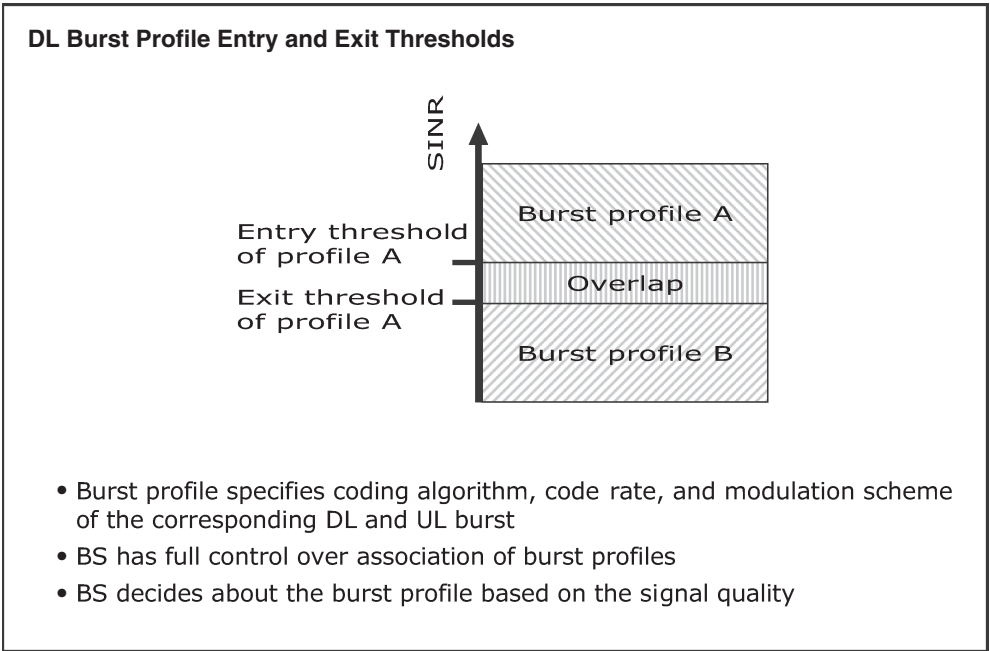 DL Burst Profile Entry and Exit Thresholds
SINR
Burst profile A
Entry threshold
of profile A
Overlap
Exit threshold
of profile A
Burst profile B
• Burst profile specifies coding algorithm, code rate, and modulation scheme
of the corresponding DL and UL burst
• BS has full control over association of burst profiles
• BS decides about the burst profile based on the signal quality